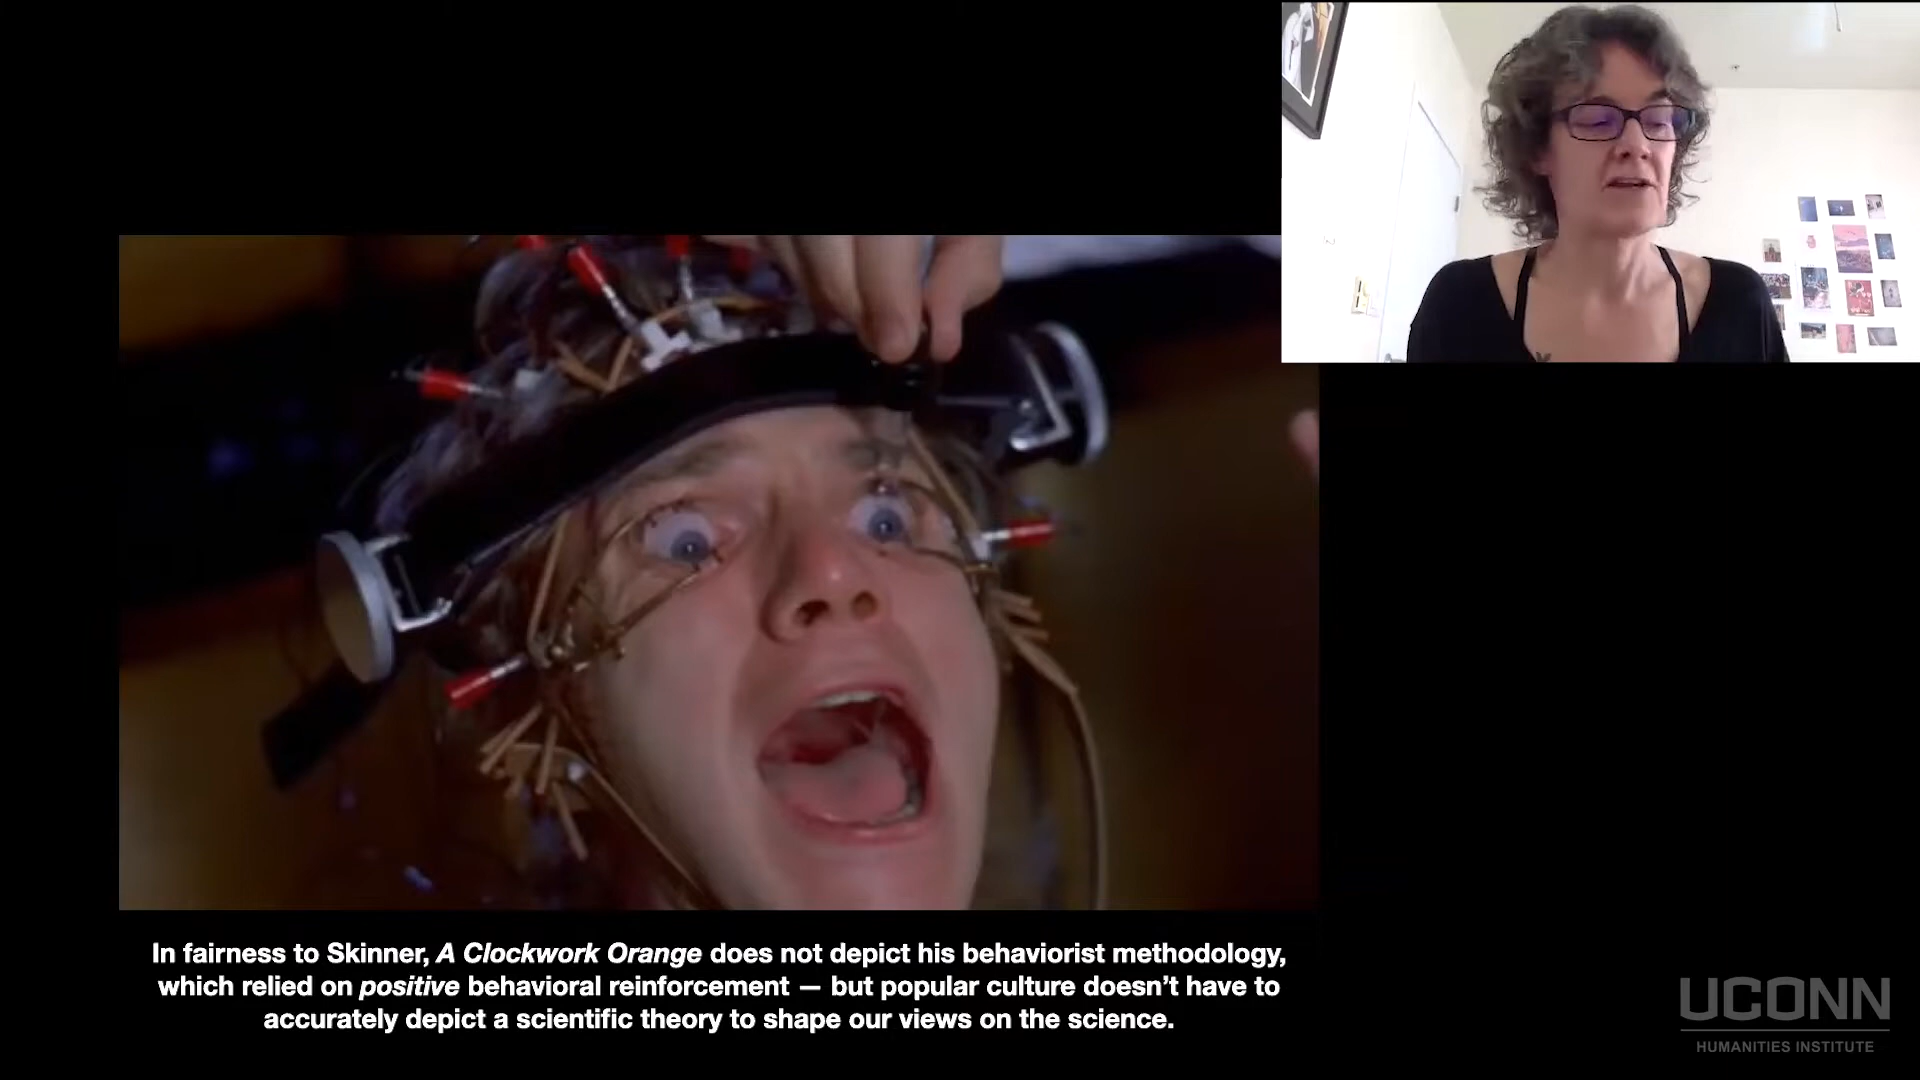 In fairness to Skinner, A Clockwork Orange does not depict his behaviorist methodology,
which relied on positive behavioral reinforcement — but popular culture doesn’t have to
accurately depict a scientific theory to shape our views on the science.
UCONN
HUMANITIES INSTITUTE